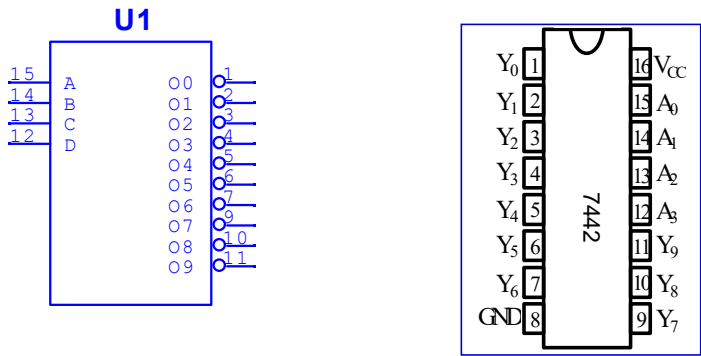 U1
15 A O0 1
14 B O1 2
13 C O2 3
12 D O3 4
O4 5
O5 6
O6 7
O7 9
O8 10
O9 11
Y0 1 16 VCC
Y1 2 15 A0
Y2 3 14 A1
Y3 4 13 A2
Y4 5 12 A3
Y5 6 11 Y9
Y6 7 10 Y8
GND 8 9 Y7
7442